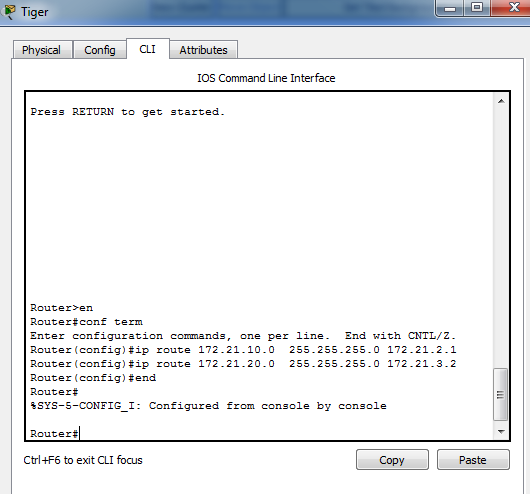 Tiger
Physical Config CLI Attributes
IOS Command Line Interface
Press RETURN to get started.
Router>en
Router#conf term
Enter configuration commands, one per line.  End with CNTL/Z.
Router(config)#ip route 172.21.10.0  255.255.255.0 172.21.2.1
Router(config)#ip route 172.21.20.0  255.255.255.0 172.21.3.2
Router(config)#end
Router#
%SYS-5-CONFIG_I: Configured from console by console
Router#
Ctrl+F6 to exit CLI focus
Copy Paste